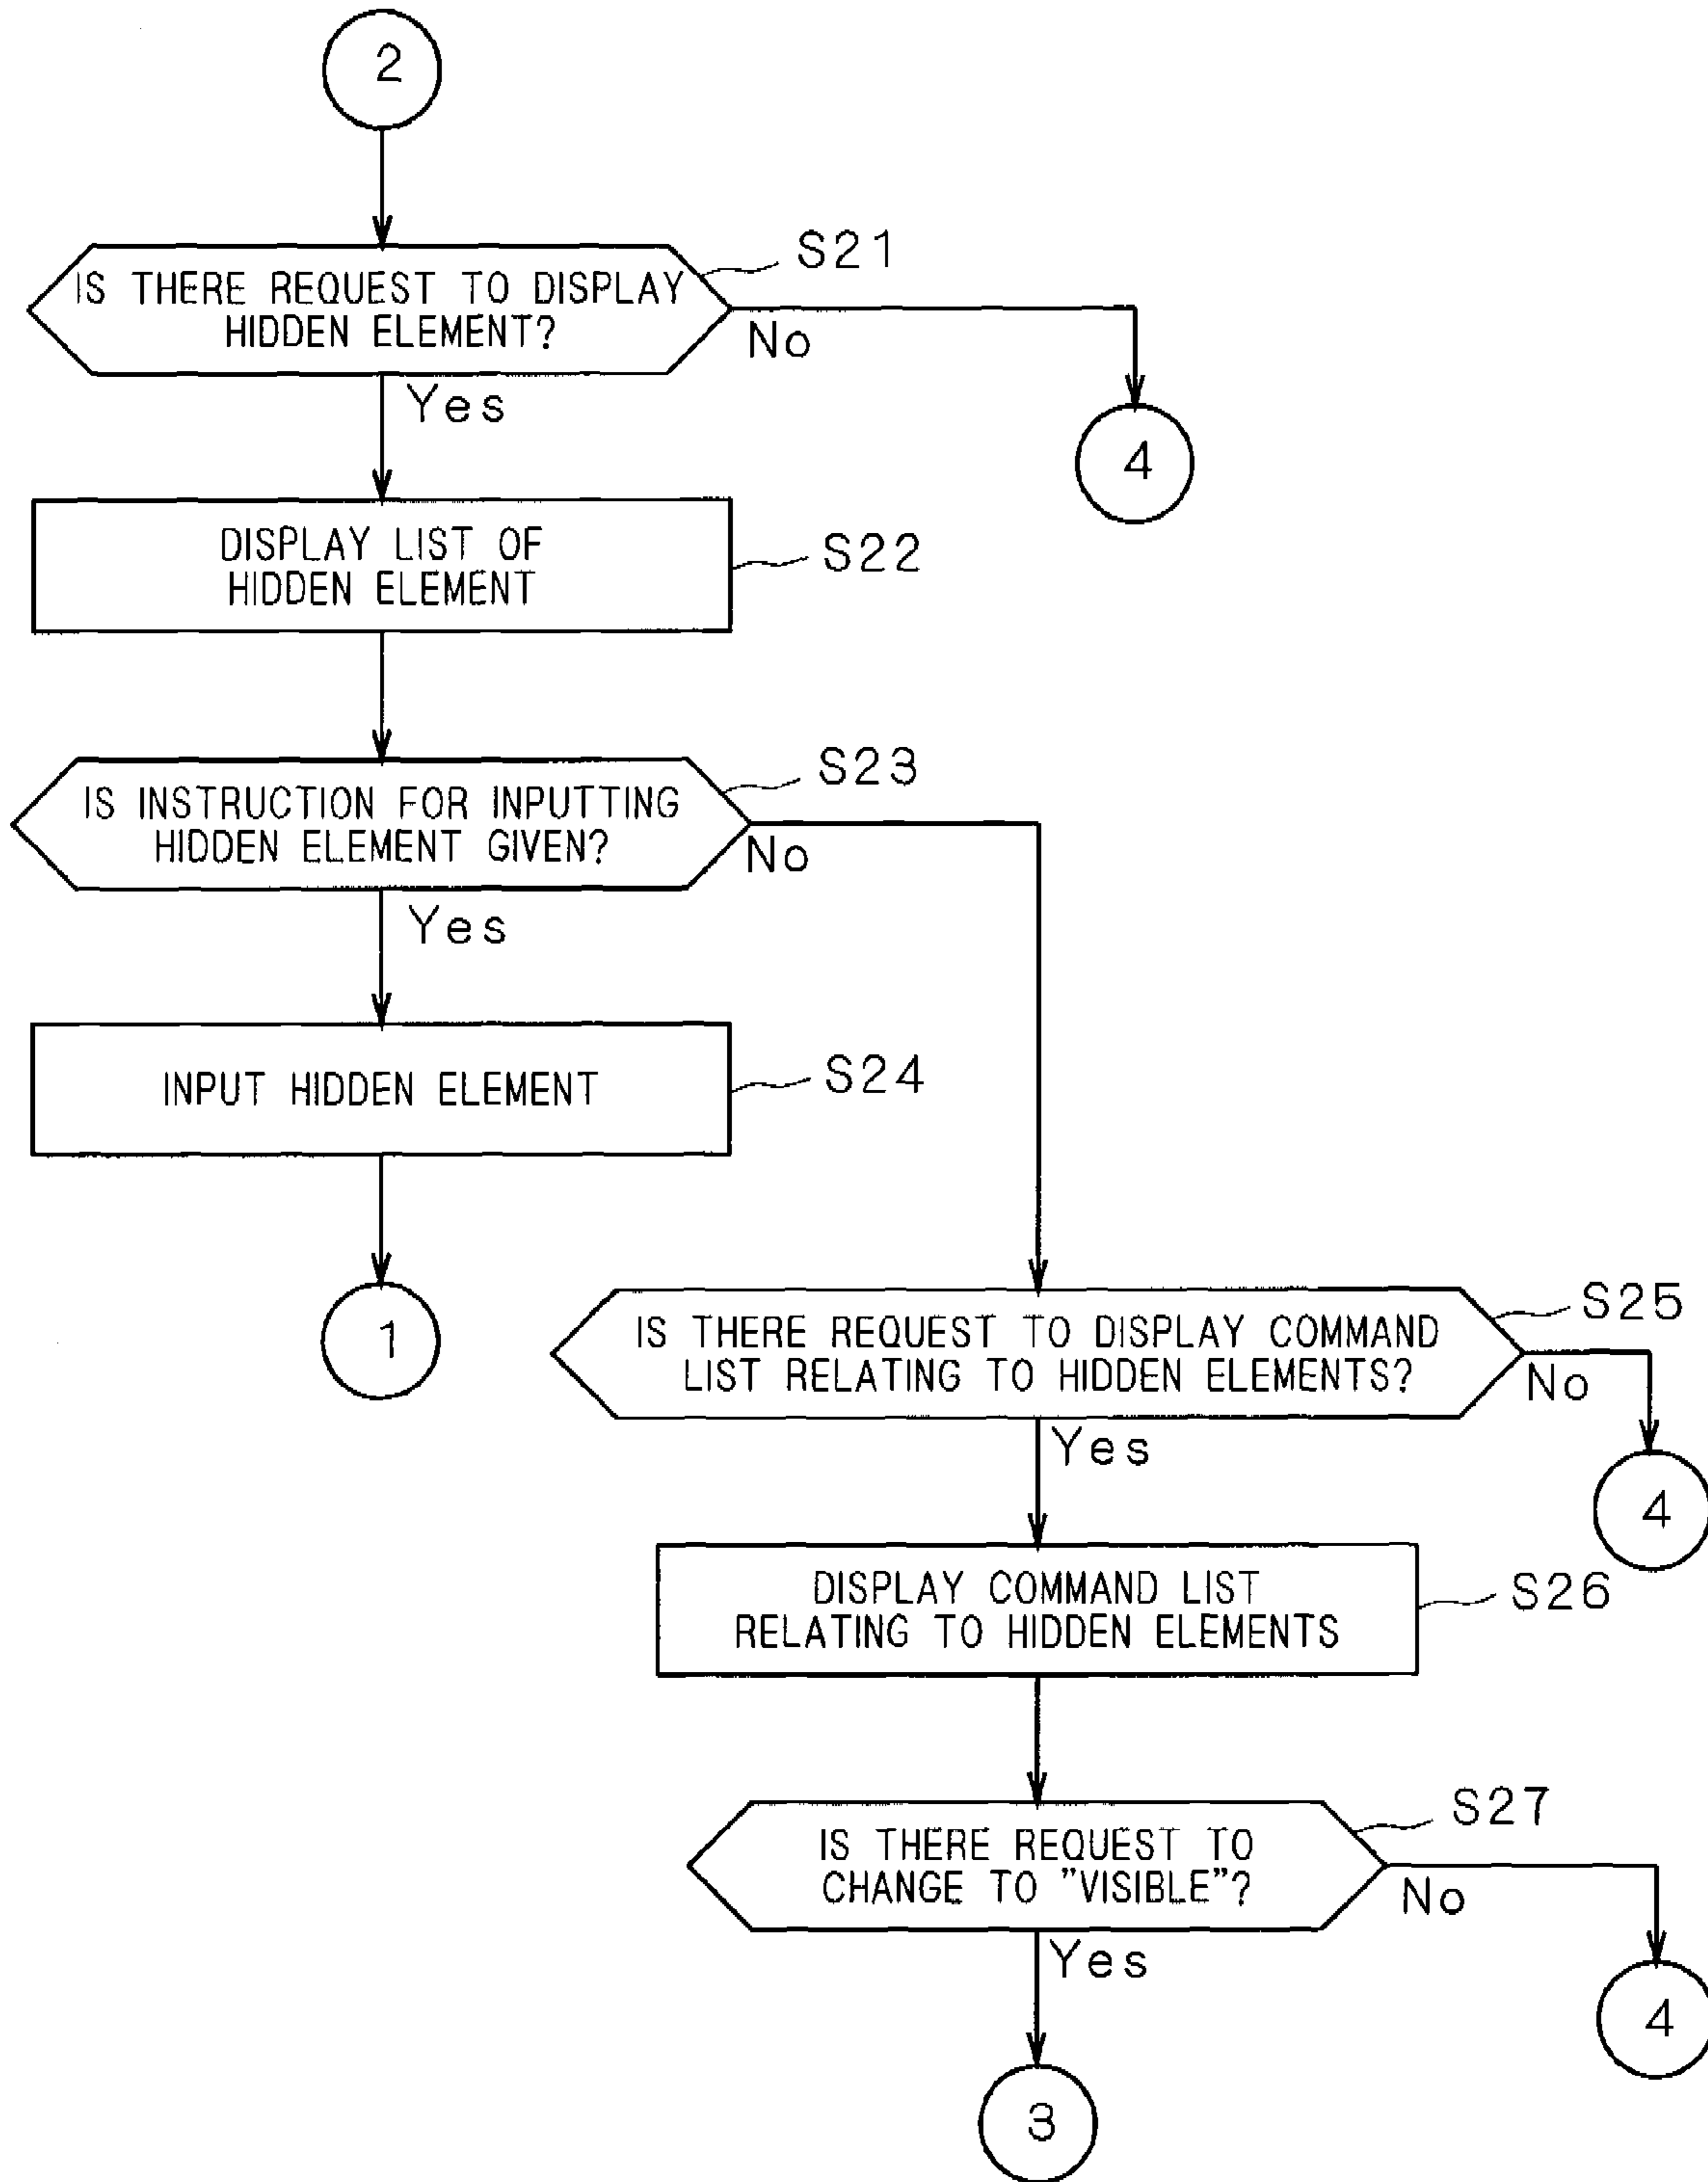 2
S21
IS THERE REQUEST TO DISPLAY
HIDDEN ELEMENT?
No
Yes
4
DISPLAY LIST OF
HIDDEN ELEMENT
S22
S23
IS INSTRUCTION FOR INPUTTING
HIDDEN ELEMENT GIVEN?
No
Yes
INPUT HIDDEN ELEMENT
S24
1
S25
IS THERE REQUEST TO DISPLAY COMMAND
LIST RELATING TO HIDDEN ELEMENTS?
No
Yes
4
DISPLAY COMMAND LIST
RELATING TO HIDDEN ELEMENTS
S26
S27
IS THERE REQUEST TO
CHANGE TO "VISIBLE"?
No
Yes
4
3